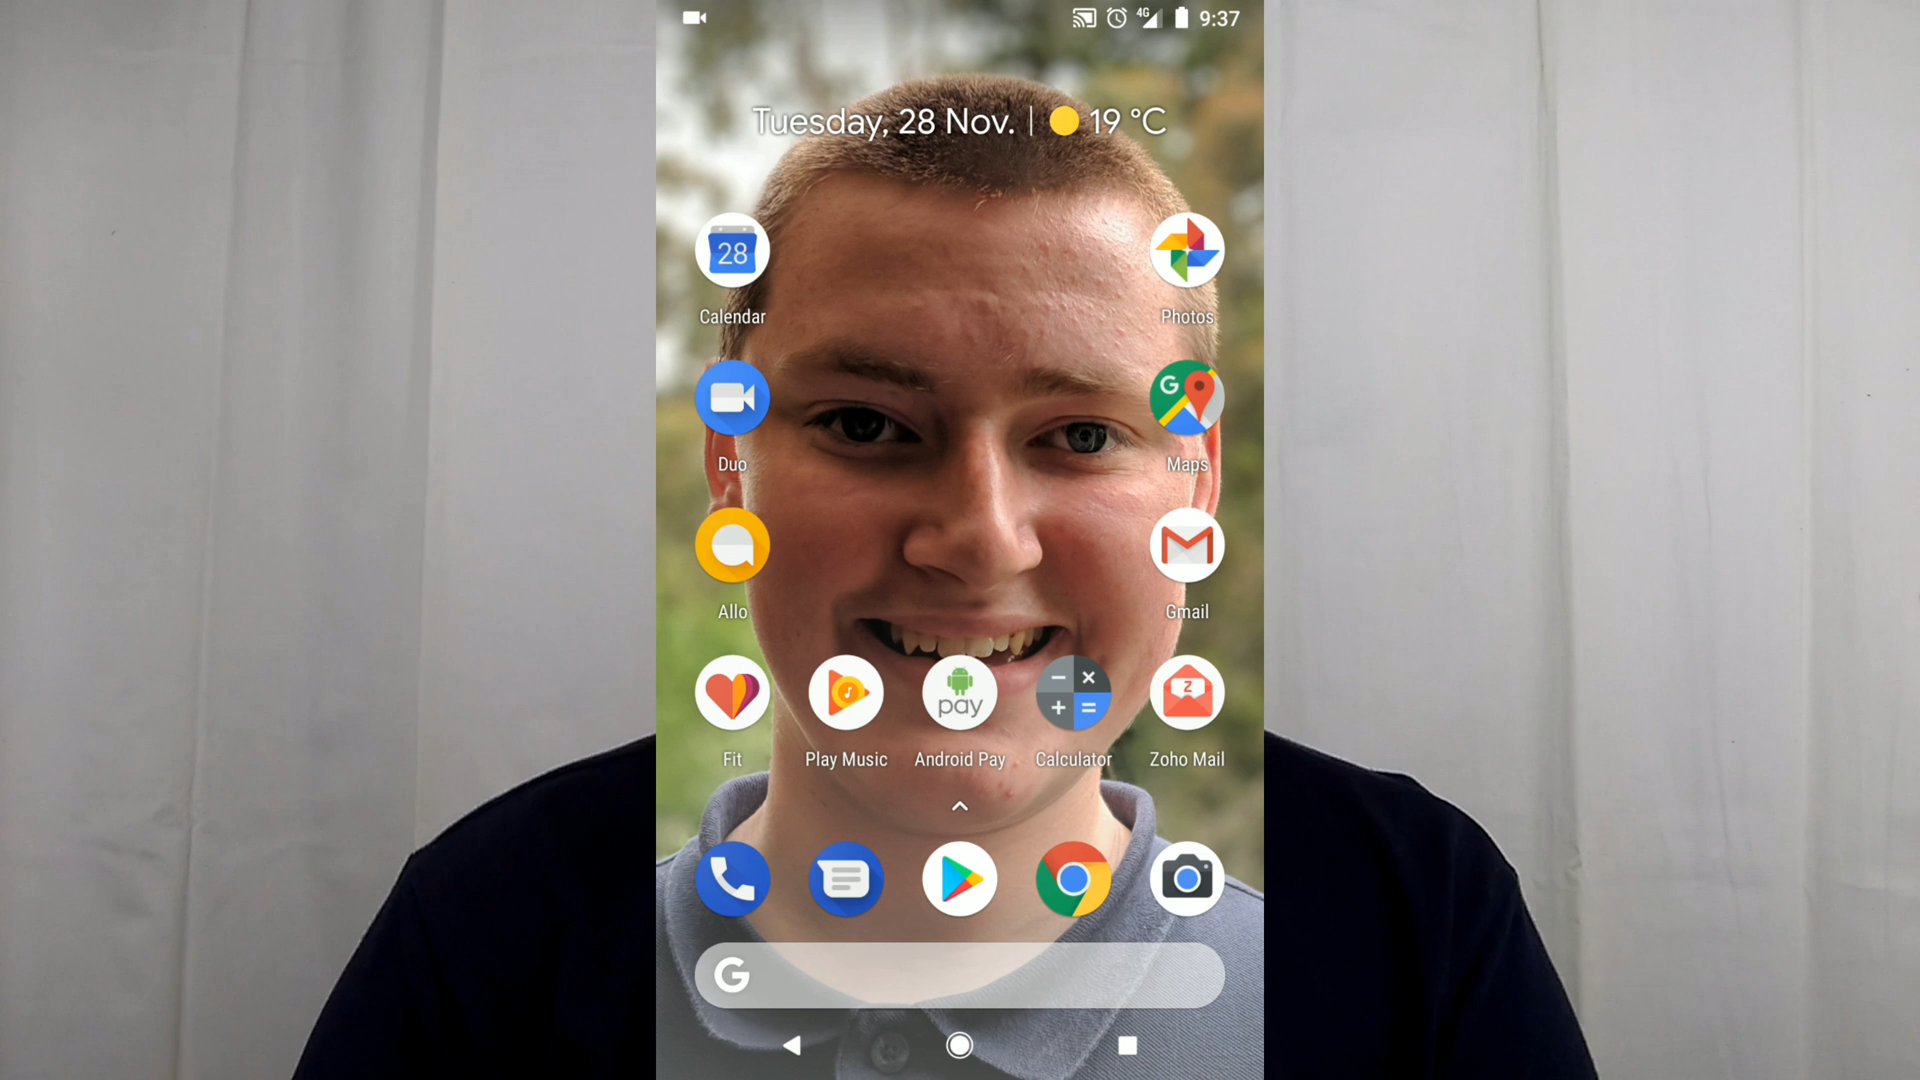 4G 9:37
Tuesday, 28 Nov. | 19 °C
28
Calendar Photos
G
Duo Maps
Allo Gmail
pay Z
− × + =
Fit Play Music Android Pay Calculator Zoho Mail
G